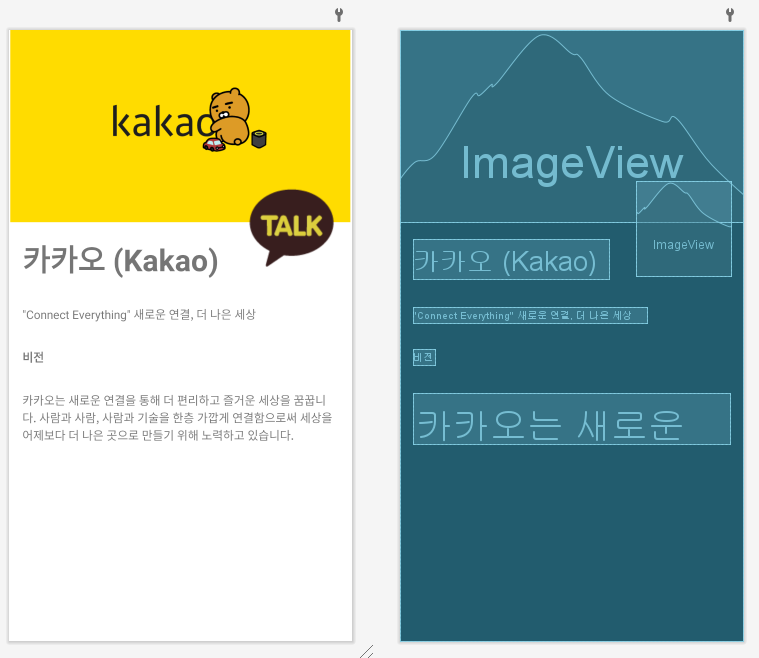 kakao
TALK
카카오 (Kakao)
"Connect Everything" 새로운 연결, 더 나은 세상
비전
카카오는 새로운 연결을 통해 더 편리하고 즐거운 세상을 꿈꿉니
다. 사람과 사람, 사람과 기술을 한층 가깝게 연결함으로써 세상을
어제보다 더 나은 곳으로 만들기 위해 노력하고 있습니다.
ImageView
ImageView
카카오 (Kakao)
"Connect Everything" 새로운 연결, 더 나은 세상
비전
카카오는 새로운